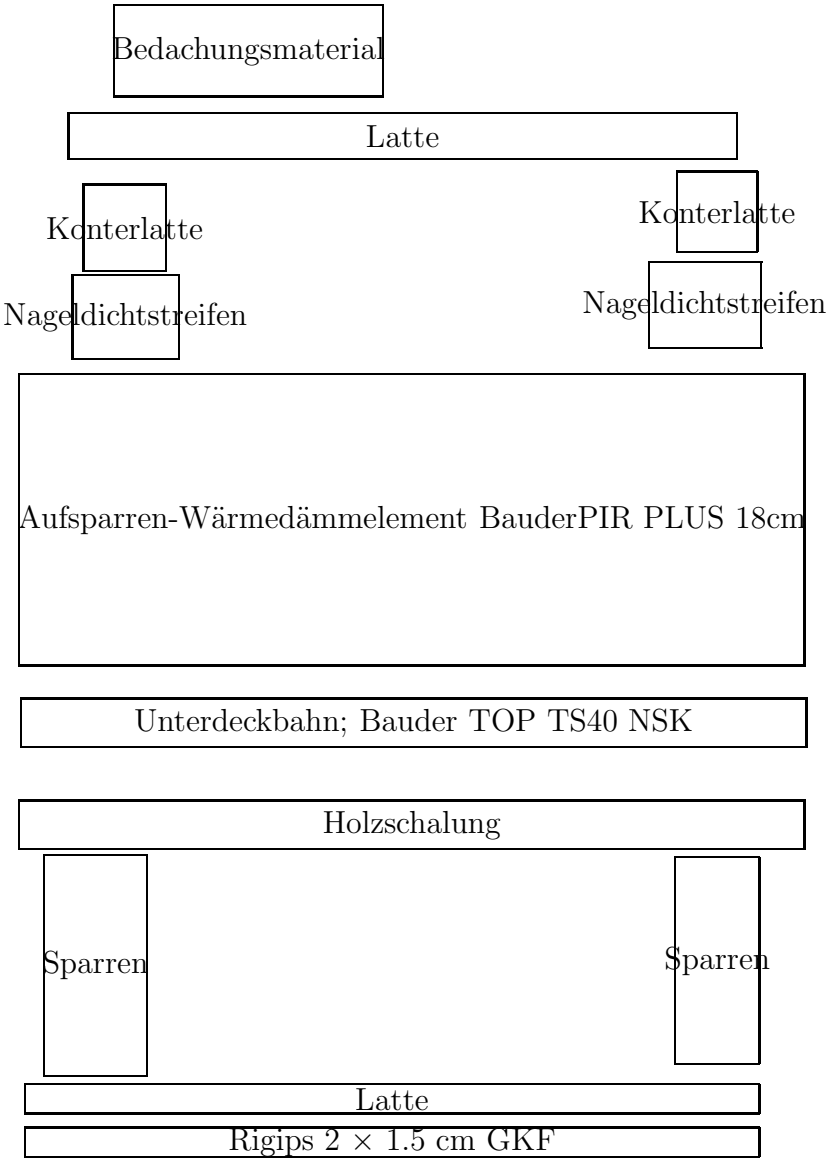 Bedachungsmaterial
Latte
Konterlatte
Konterlatte
Nageldichtstreifen
Nageldichtstreifen
Aufsparren-Wärmedämmelement BauderPIR PLUS 18cm
Unterdeckbahn; Bauder TOP TS40 NSK
Holzschalung
Sparren
Sparren
Latte
Rigips 2 × 1.5 cm GKF